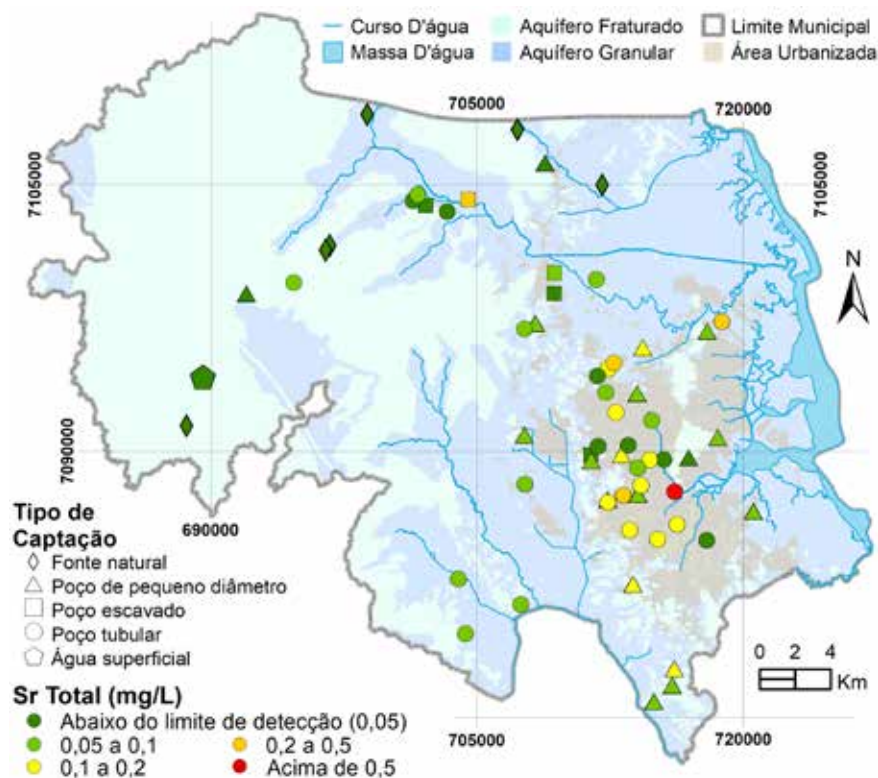 Curso D'água
Aquífero Fraturado
Limite Municipal
Massa D'água
Aquífero Granular
Área Urbanizada
705000
720000
7105000
7105000
N
7090000
7090000
690000
Tipo de
Captação
Fonte natural
Poço de pequeno diâmetro
Poço escavado
Poço tubular
Água superficial
0 2 4
Km
Sr Total (mg/L)
Abaixo do limite de detecção (0,05)
0,05 a 0,1
0,2 a 0,5
0,1 a 0,2
Acima de 0,5
705000
720000